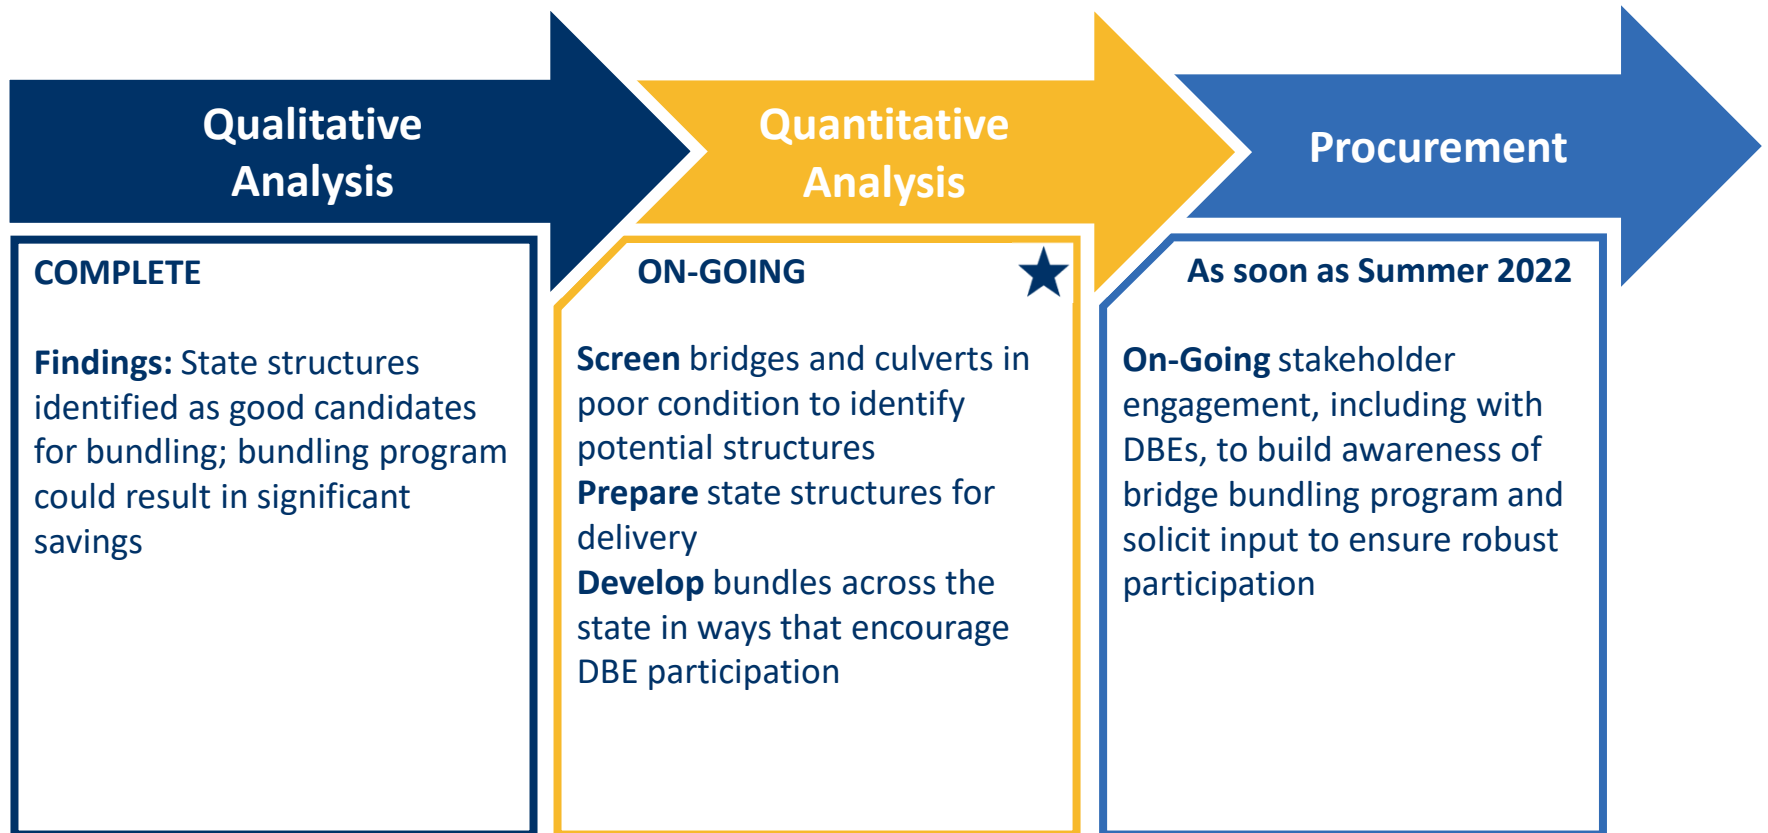 Qualitative
Analysis
Quantitative
Analysis
Procurement
COMPLETE
Findings: State structures
identified as good candidates
for bundling; bundling program
could result in significant
savings
ON-GOING
Screen bridges and culverts in
poor condition to identify
potential structures
Prepare state structures for
delivery
Develop bundles across the
state in ways that encourage
DBE participation
As soon as Summer 2022
On-Going stakeholder
engagement, including with
DBEs, to build awareness of
bridge bundling program and
solicit input to ensure robust
participation